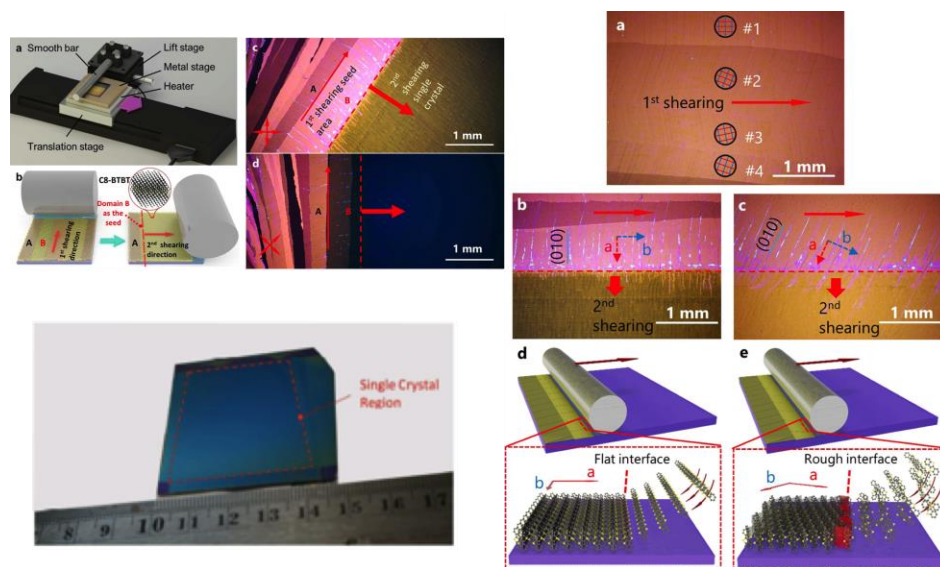 a
Smooth bar
Lift stage
Metal stage
Heater
Translation stage
b
C8-BTBT
Domain B
as the
seed
A
B
1st shearing
direction
A
2nd shearing
direction
c
A
B
1st shearing seed
area
2nd
shearing
single
crystal
1 mm
d
A
B
1 mm
Single Crystal
Region
8 9 10 11 12 13 14 15 16 17
a
#1
#2
1st shearing
#3
#4
1 mm
b
(010)
a
b
2nd
shearing
1 mm
c
(010)
a
b
2nd
shearing
1 mm
d
Flat interface
b
a
e
Rough interface
b
a